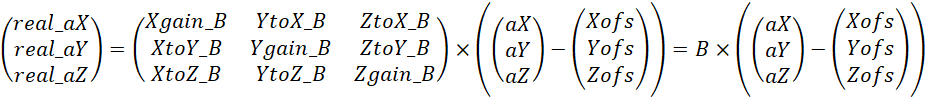 (real_aX real_aY real_aZ) = (Xgain_B YtoX_B ZtoX_B XtoY_B Ygain_B ZtoY_B XtoZ_B YtoZ_B Zgain_B) × ((aX aY aZ) − (Xofs Yofs Zofs)) = B × ((aX aY aZ) − (Xofs Yofs Zofs))